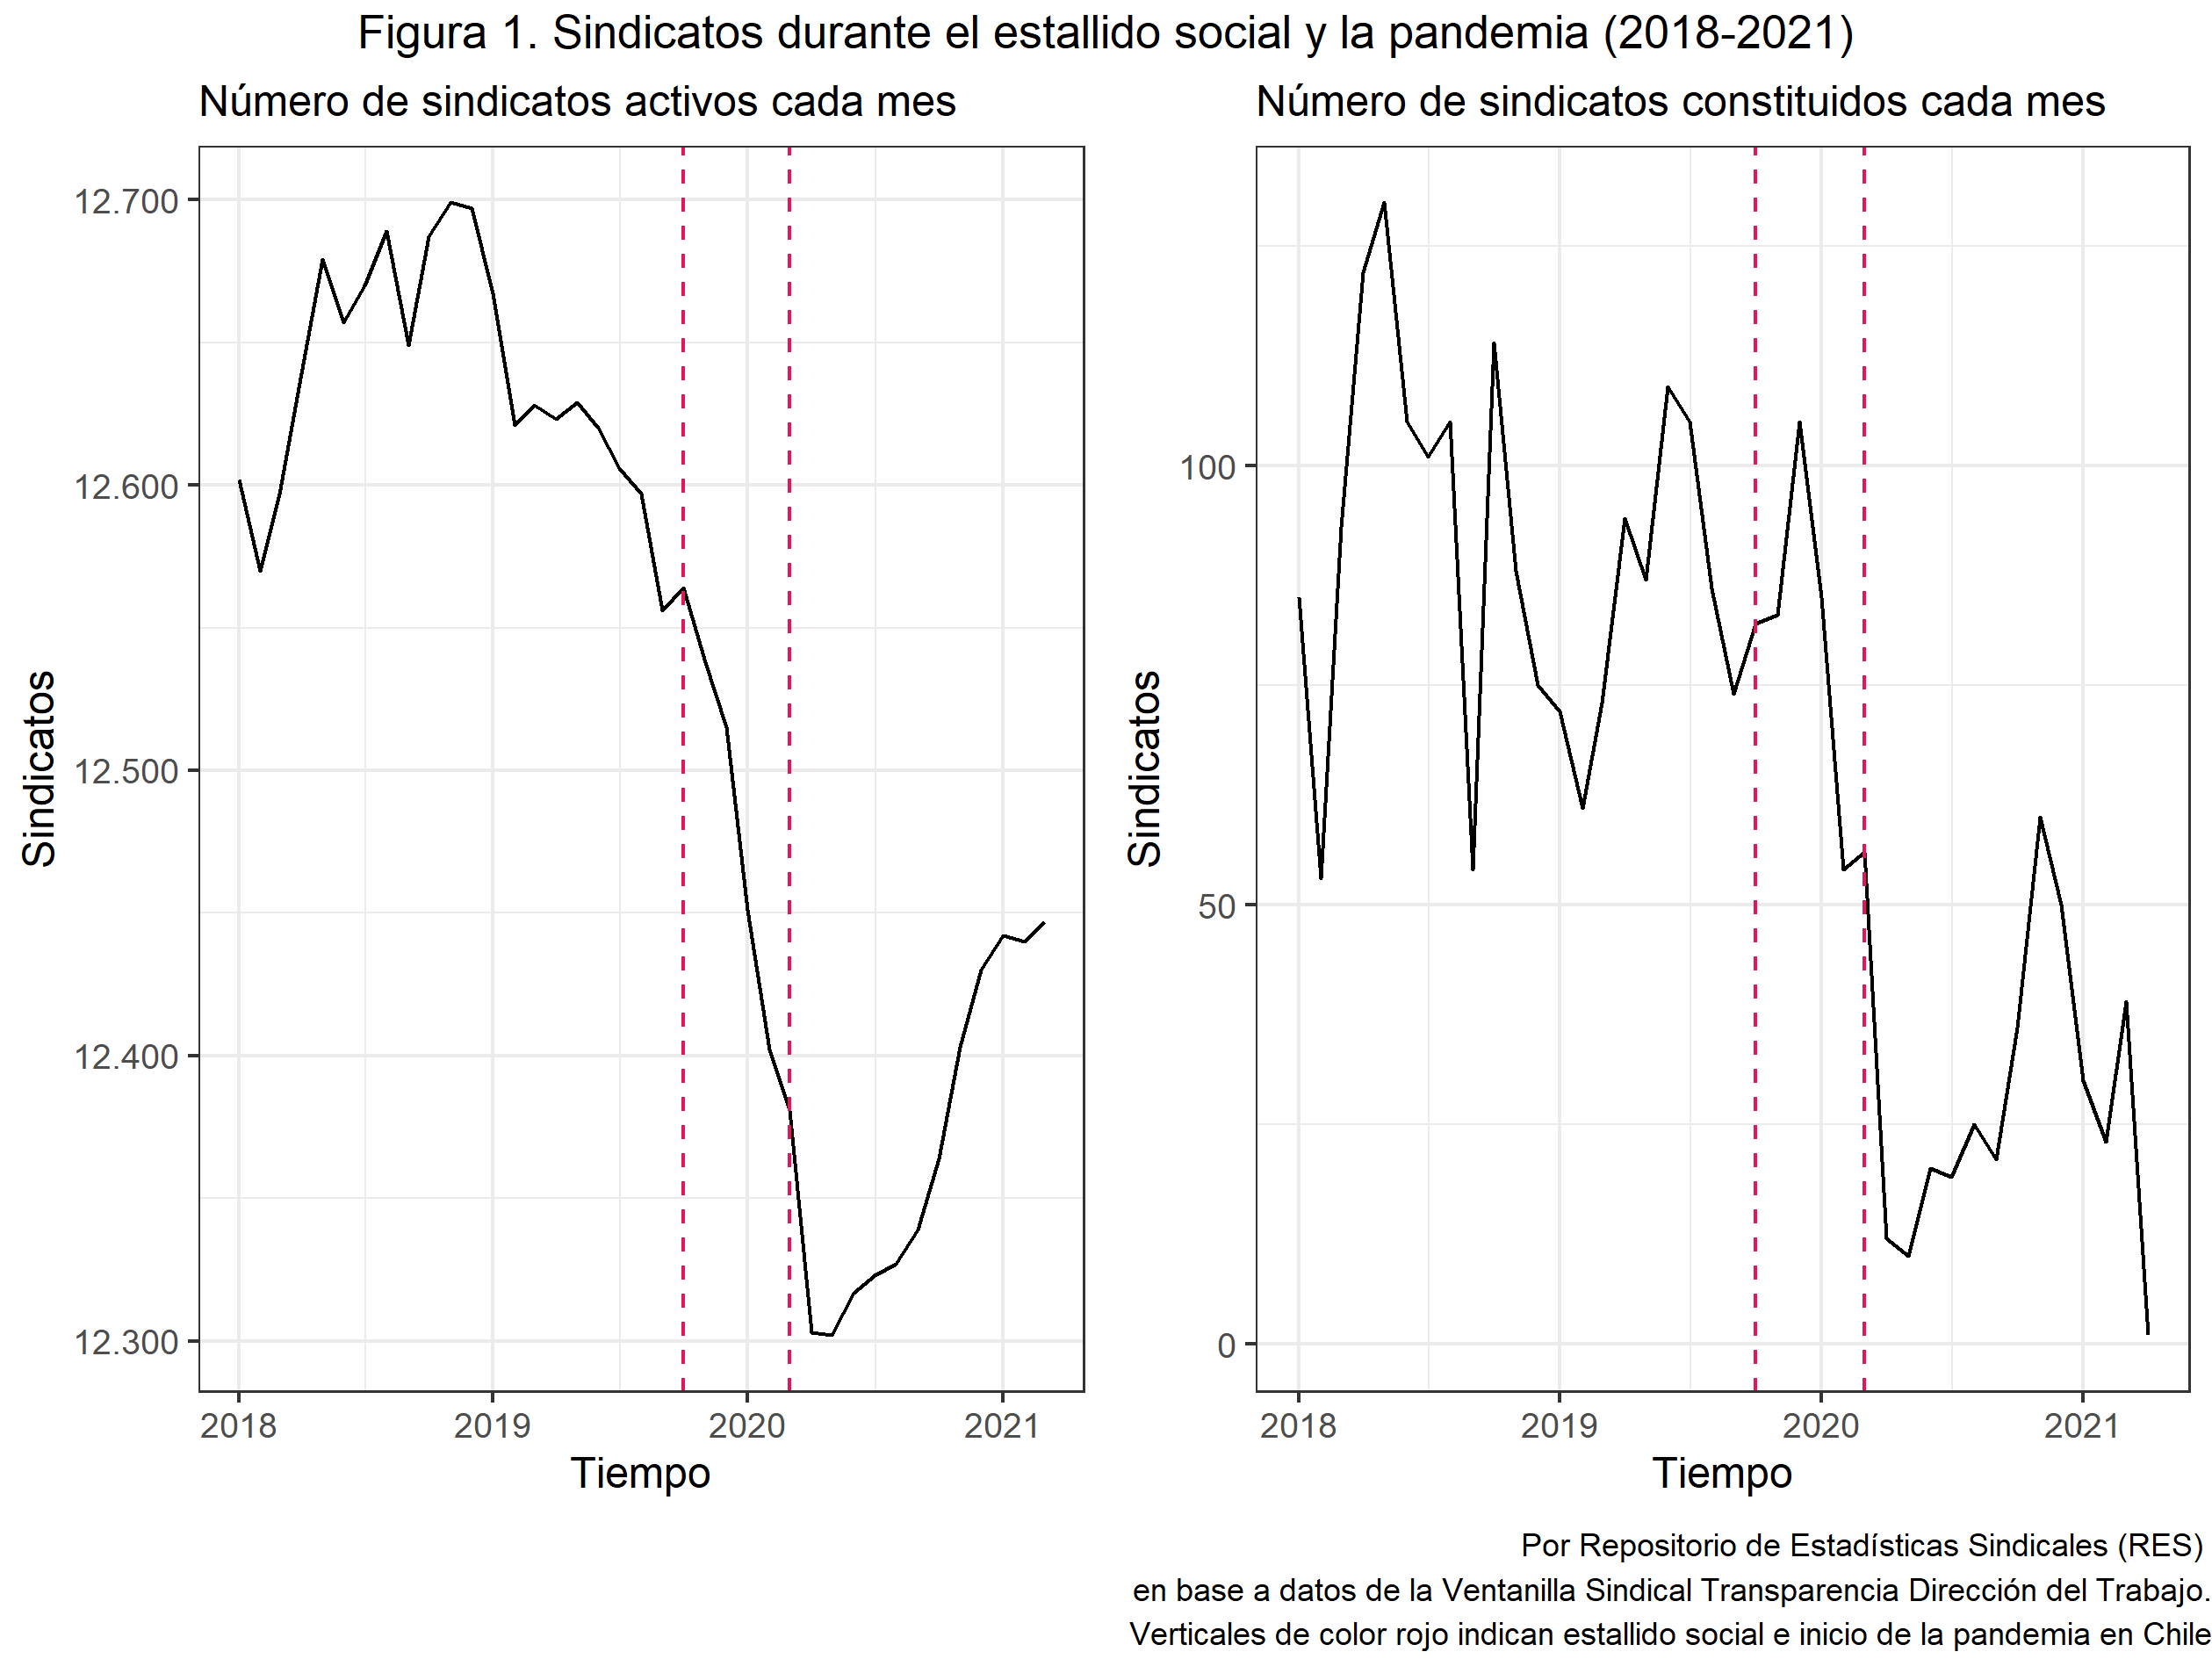 Figura 1. Sindicatos durante el estallido social y la pandemia (2018-2021)
Número de sindicatos activos cada mes
12.700
12.600
12.500
12.400
12.300
Sindicatos
2018 2019 2020 2021
Tiempo
Número de sindicatos constituidos cada mes
100
50
0
Sindicatos
2018 2019 2020 2021
Tiempo
Por Repositorio de Estadísticas Sindicales (RES)
en base a datos de la Ventanilla Sindical Transparencia Dirección del Trabajo.
Verticales de color rojo indican estallido social e inicio de la pandemia en Chile